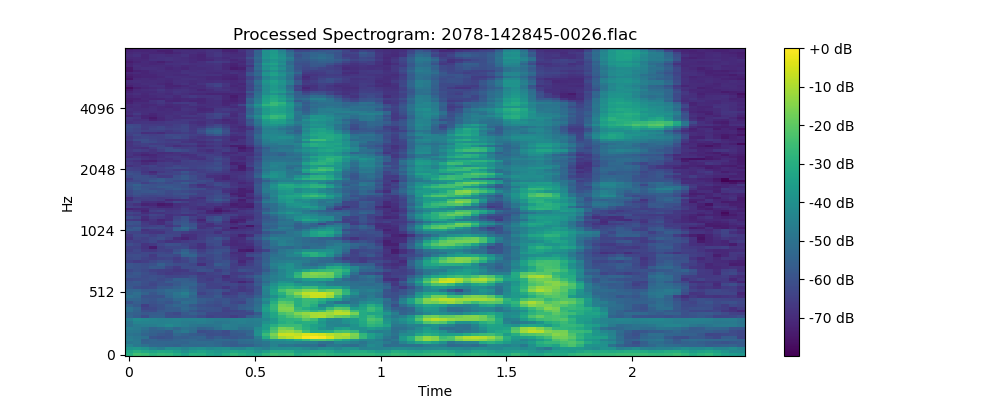 Processed Spectrogram: 2078-142845-0026.flac
Hz
4096
2048
1024
512
0
0
0.5
1
1.5
2
Time
+0 dB
-10 dB
-20 dB
-30 dB
-40 dB
-50 dB
-60 dB
-70 dB